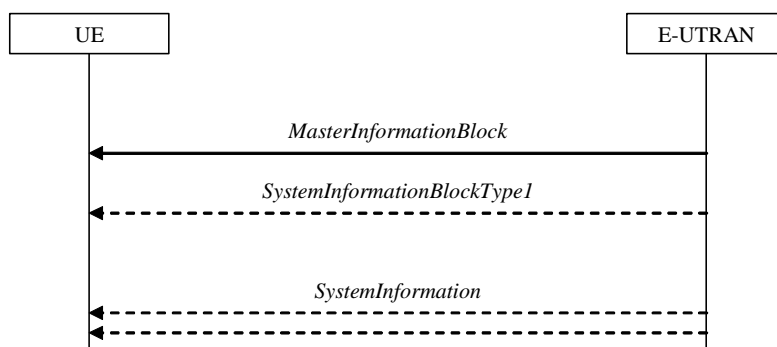 UE
E-UTRAN
MasterInformationBlock
SystemInformationBlockType1
SystemInformation